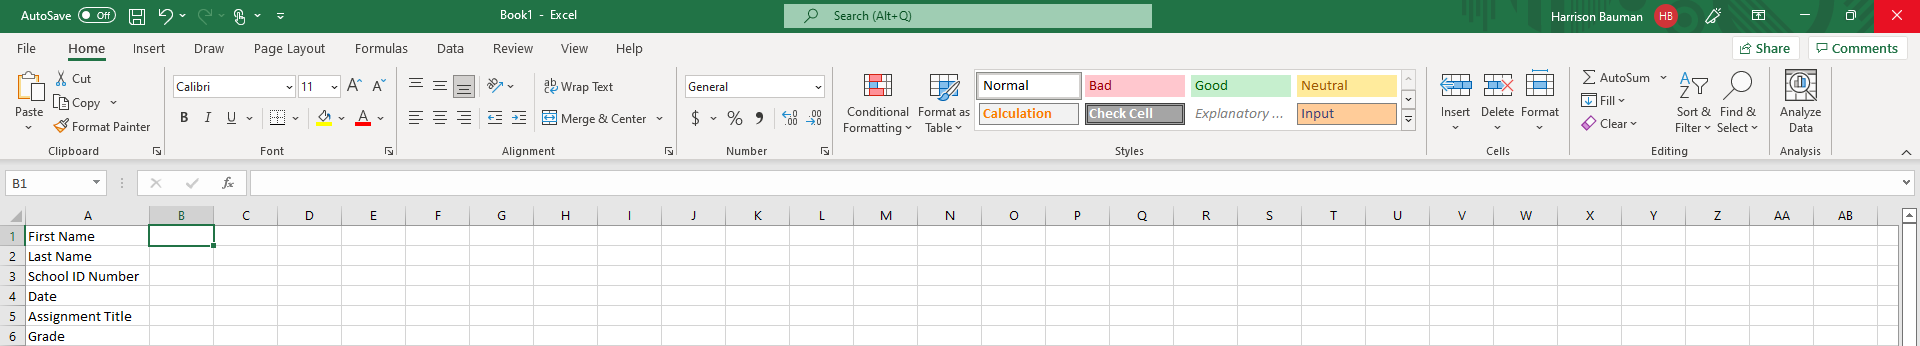 AutoSave Off Book1 - Excel Search (Alt+Q) Harrison Bauman HB
File Home Insert Draw Page Layout Formulas Data Review View Help Share Comments
Paste
Cut
Copy
Format Painter
Clipboard
Calibri 11
B I U A
Font
ab Wrap Text
Merge & Center
Alignment
General
$ % 9 .00 .00 0
Number
Conditional Formatting
Format as Table
Normal Bad Good Neutral
Calculation Check Cell Explanatory ... Input
Styles
Insert Delete Format
Cells
AutoSum
Fill
Clear
Sort & Filter
Find & Select
Editing
Analyze Data
Analysis
B1 fx
A B C D E F G H I J K L M N O P Q R S T U V W X Y Z AA AB
1 First Name
2 Last Name
3 School ID Number
4 Date
5 Assignment Title
6 Grade